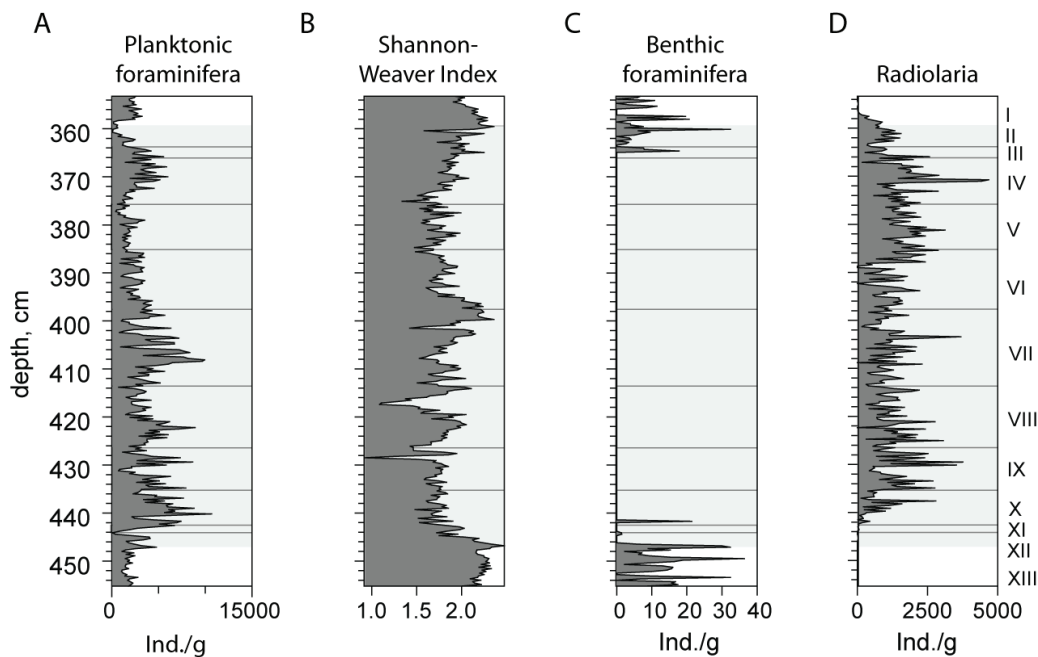 A
B
C
D
Planktonic
foraminifera
Shannon-
Weaver Index
Benthic
foraminifera
Radiolaria
depth, cm
360
370
380
390
400
410
420
430
440
450
I
II
III
IV
V
VI
VII
VIII
IX
X
XI
XII
XIII
0 15000
1.0 1.5 2.0
0 10 20 30 40
0 2500 5000
Ind./g
Ind./g
Ind./g